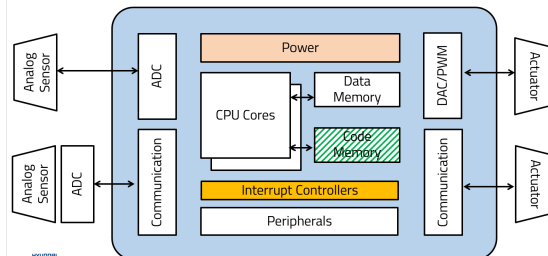 Analog
Sensor
ADC
Power
CPU Cores
Data
Memory
Code
Memory
DAC/PWM
Actuator
Analog
Sensor
ADC
Communication
Interrupt Controllers
Peripherals
Communication
Actuator